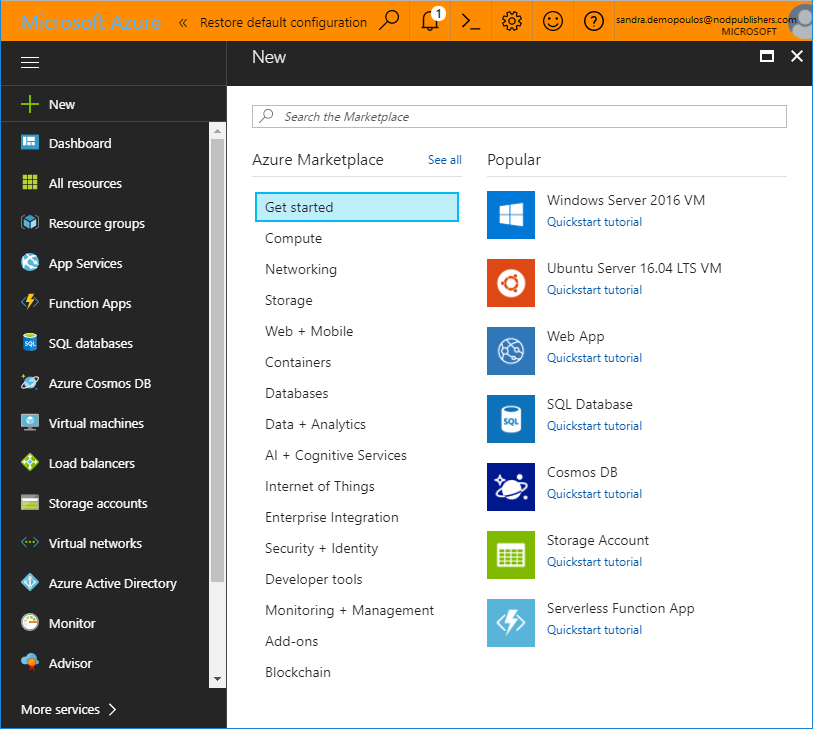 Microsoft Azure « Restore default configuration 1 sandra.demopoulos@nodpublishers.com
MICROSOFT
New
New
Dashboard
All resources
Resource groups
App Services
Function Apps
SQL databases
Azure Cosmos DB
Virtual machines
Load balancers
Storage accounts
Virtual networks
Azure Active Directory
Monitor
Advisor
More services
Search the Marketplace
Azure Marketplace See all
Get started
Compute
Networking
Storage
Web + Mobile
Containers
Databases
Data + Analytics
AI + Cognitive Services
Internet of Things
Enterprise Integration
Security + Identity
Developer tools
Monitoring + Management
Add-ons
Blockchain
Popular
Windows Server 2016 VM
Quickstart tutorial
Ubuntu Server 16.04 LTS VM
Quickstart tutorial
Web App
Quickstart tutorial
SQL
SQL Database
Quickstart tutorial
Cosmos DB
Quickstart tutorial
Storage Account
Quickstart tutorial
Serverless Function App
Quickstart tutorial